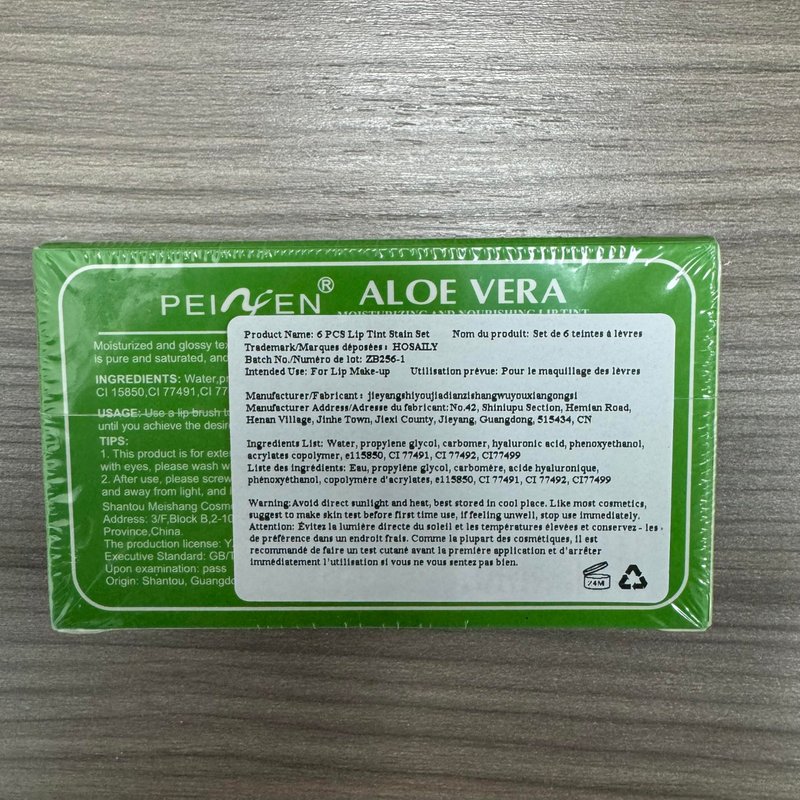 PEINFEN® ALOE VERA
MOISTURIZING AND NOURISHING LIP TINT
Moisturized and glossy
is pure and saturated, and
INGREDIENTS: Water,
CI 15850,CI 77491,CI
USAGE: Use a lip brush to
until you achieve the
TIPS:
1. This product is for
with eyes, please wash
2. After use, please screw
and away from light, and
Shantou Meishang
Address: 3/F,Block B,2-10
Province,China.
The production license:
Executive Standard: GB/T
Upon examination: pass
Origin: Shantou,
Product Name: 6 PCS Lip Tint Stain Set Nom du produit: Set de 6 teintes à lèvres
Trademark/Marques déposées: HOSAILY
Batch No./Numéro de lot: ZB256-1
Intended Use: For Lip Make-up Utilisation prévue: Pour le maquillage des lèvres
Manufacturer/Fabricant: jieyangshiyoujiadianzishangwuyouxiangongsi
Manufacturer Address/Adresse du fabricant: No.42, Shiniupu Section, Hemian Road,
Henan Village, Jinhe Town, Jiexi County, Jieyang, Guangdong, 515434, CN
Ingredients List: Water, propylene glycol, carbomer, hyaluronic acid, phenoxyethanol,
acrylates copolymer, e115850, CI 77491, CI 77492, CI77499
Liste des ingrédients: Eau, propylène glycol, carbomère, acide hyaluronique,
phénoxyéthanol, copolymère d'acrylates, e115850, CI 77491, CI 77492, CI77499
Warning:Avoid direct sunlight and heat, best stored in cool place. Like most cosmetics,
suggest to make skin test before first time use, if feeling unwell, stop use immediately.
Attention: Évitez la lumière directe du soleil et les températures élevées et conservez - les -
de préférence dans un endroit frais. Comme la plupart des cosmétiques, il est
recommandé de faire un test cutané avant la première application et d'arrêter
immédiatement l'utilisation si vous ne vous sentez pas bien.
24M